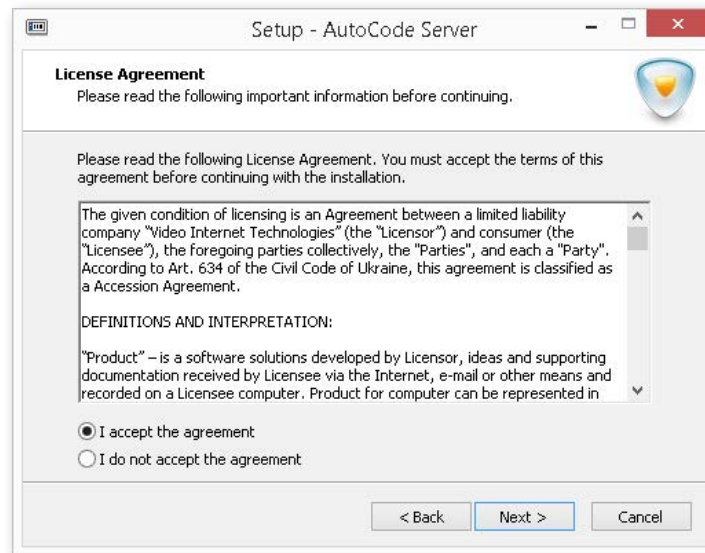 Setup - AutoCode Server
License Agreement
Please read the following important information before continuing.
Please read the following License Agreement. You must accept the terms of this
agreement before continuing with the installation.
The given condition of licensing is an Agreement between a limited liability
company “Video Internet Technologies” (the “Licensor”) and consumer (the
“Licensee”), the foregoing parties collectively, the "Parties", and each a "Party".
According to Art. 634 of the Civil Code of Ukraine, this agreement is classified as
a Accession Agreement.
DEFINITIONS AND INTERPRETATION:
“Product” – is a software solutions developed by Licensor, ideas and supporting
documentation received by Licensee via the Internet, e-mail or other means and
recorded on a Licensee computer. Product for computer can be represented in
I accept the agreement
I do not accept the agreement
< Back Next > Cancel